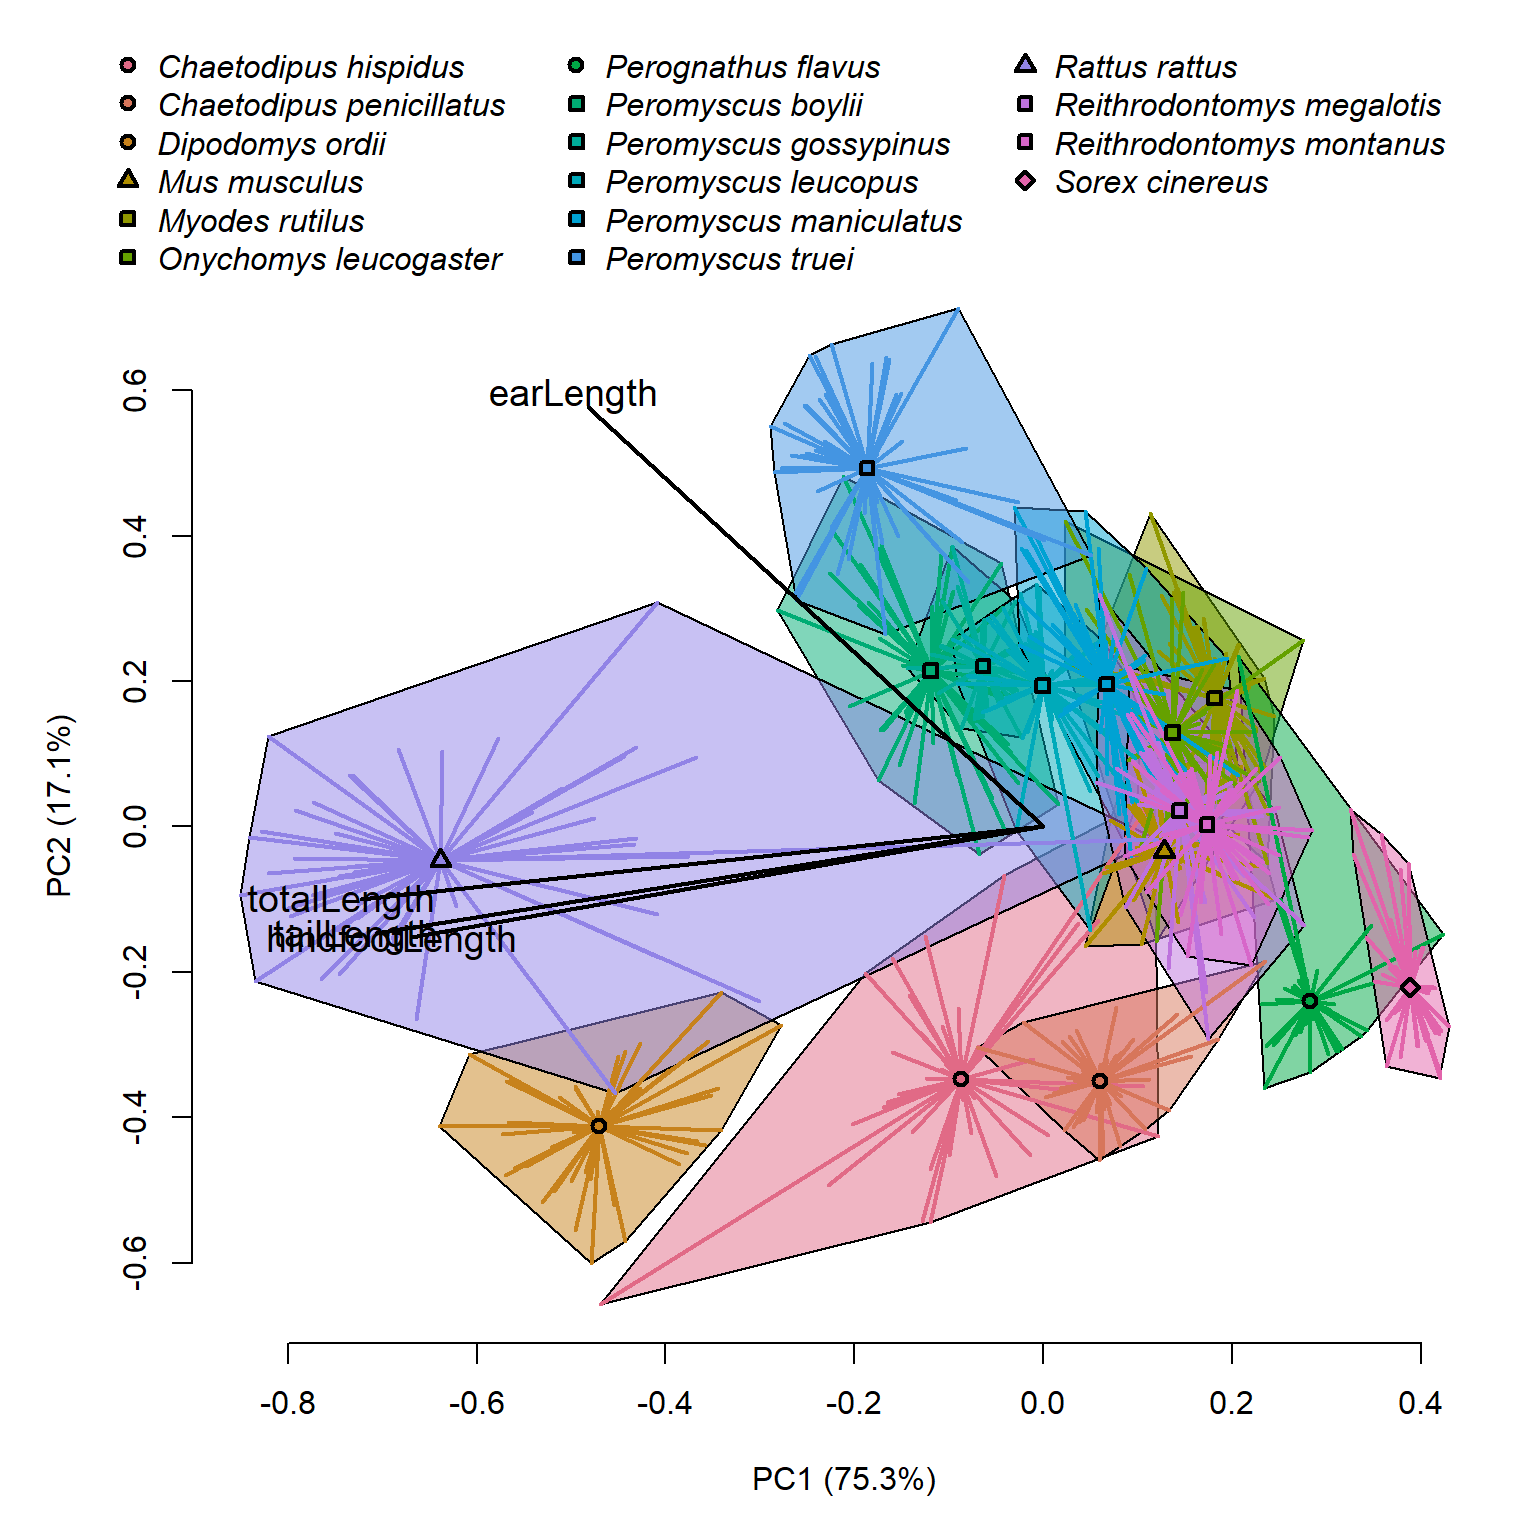 Chaetodipus hispidus
Chaetodipus penicillatus
Dipodomys ordii
Mus musculus
Myodes rutilus
Onychomys leucogaster
Perognathus flavus
Peromyscus boylii
Peromyscus gossypinus
Peromyscus leucopus
Peromyscus maniculatus
Peromyscus truei
Rattus rattus
Reithrodontomys megalotis
Reithrodontomys montanus
Sorex cinereus
earLength
totalLength
tailLength
hindfootLength
PC2 (17.1%)
0.6
0.4
0.2
0.0
-0.2
-0.4
-0.6
-0.8
-0.6
-0.4
-0.2
0.0
0.2
0.4
PC1 (75.3%)